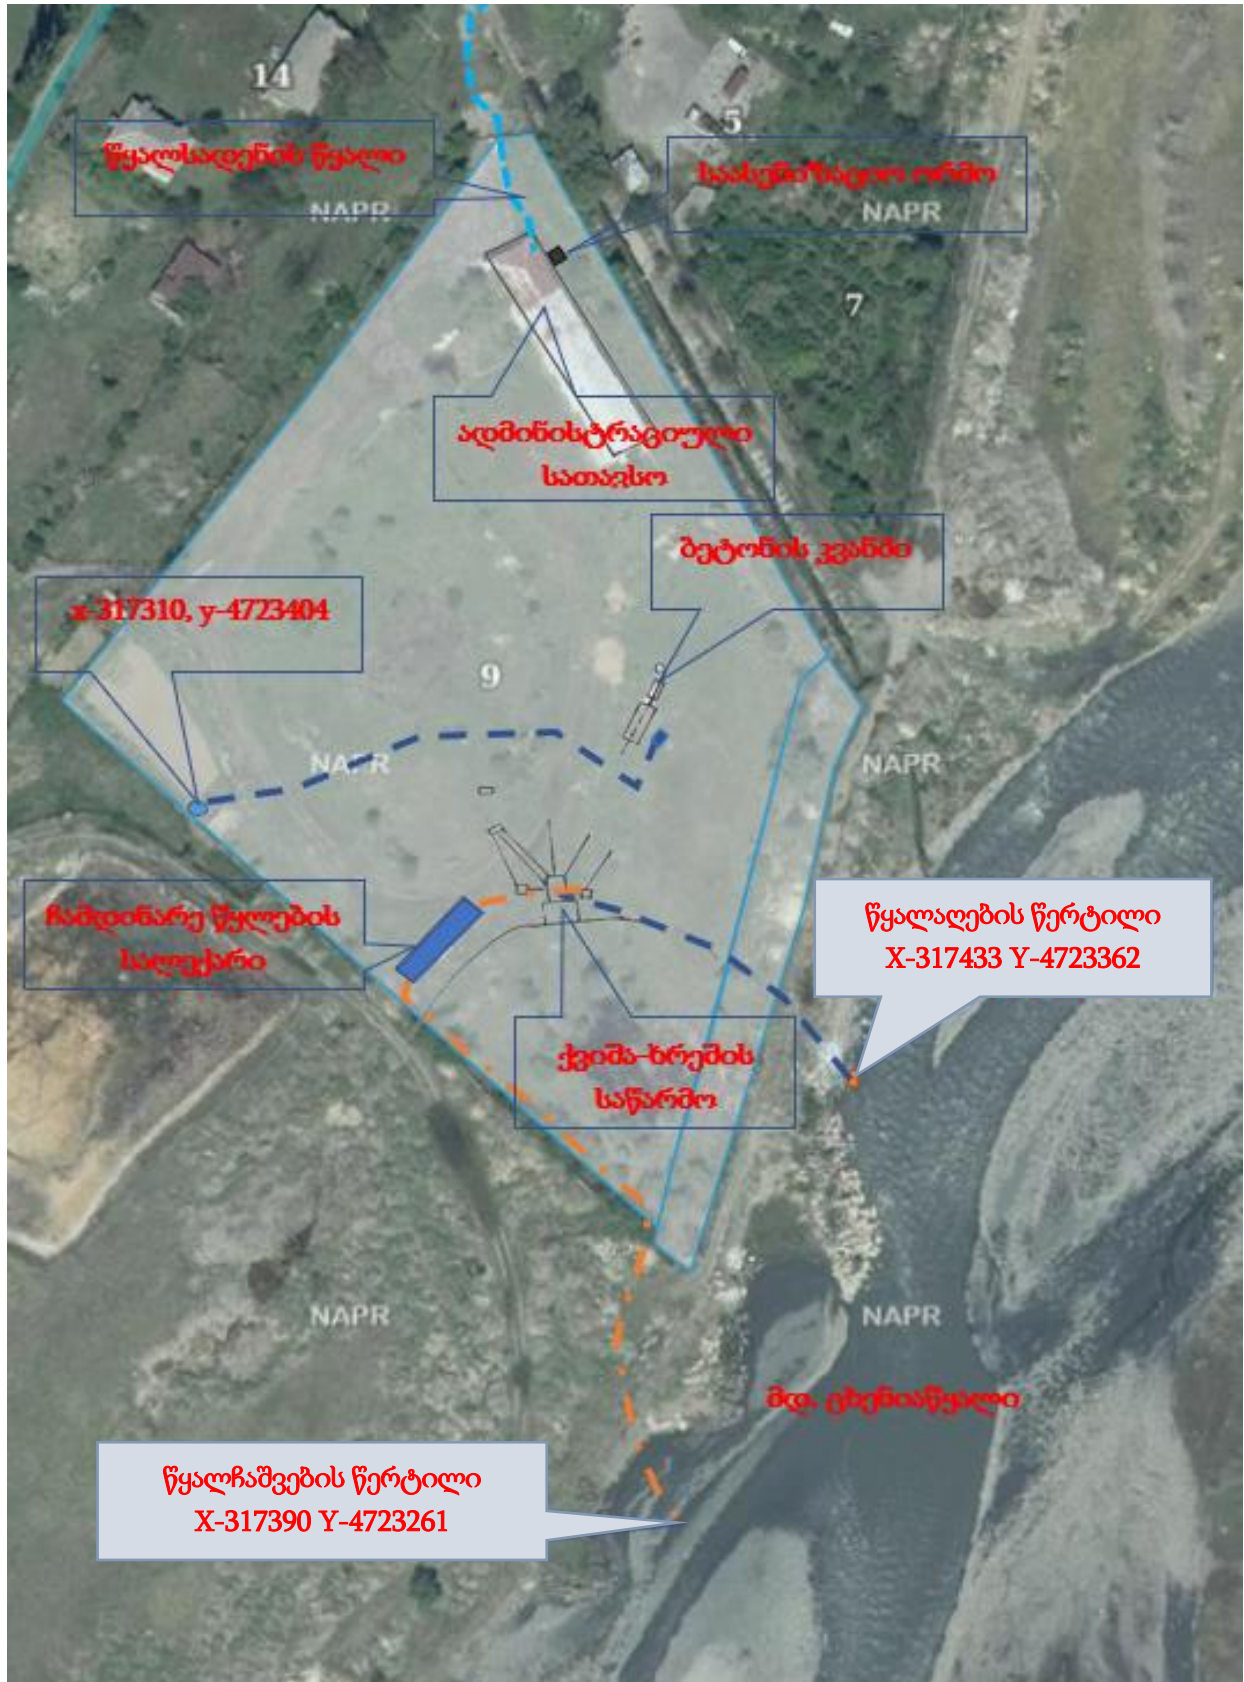 14
5
წყალსადენის წყალი
საასენიზაციო ორმო
NAPR
NAPR
7
ადმინისტრაციული
სათავსო
ბეტონის კვანძი
x-317310, y-4723404
9
NAPR
NAPR
ჩამდინარე წყლების
სალექარი
წყალაღების წერტილი
X-317433 Y-4723362
ქვიშა-ხრეშის
საწარმო
NAPR
NAPR
მდ. ცხენისწყალი
წყალჩაშვების წერტილი
X-317390 Y-4723261